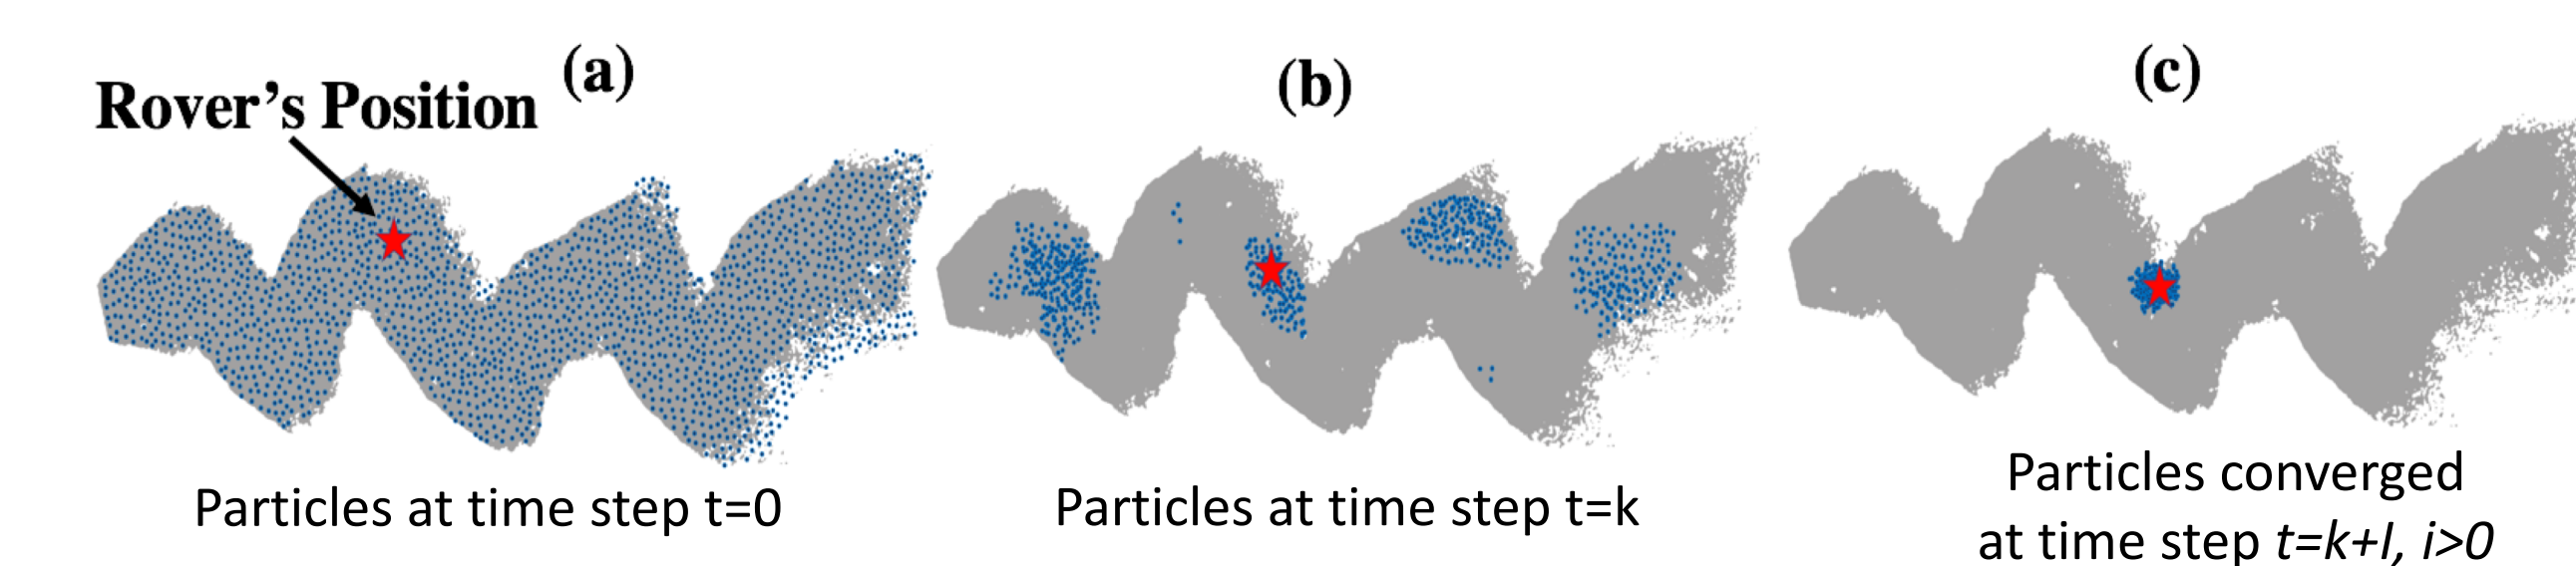 (a)
Rover's Position
Particles at time step t=0
(b)
Particles at time step t=k
(c)
Particles converged
at time step t=k+I, i>0